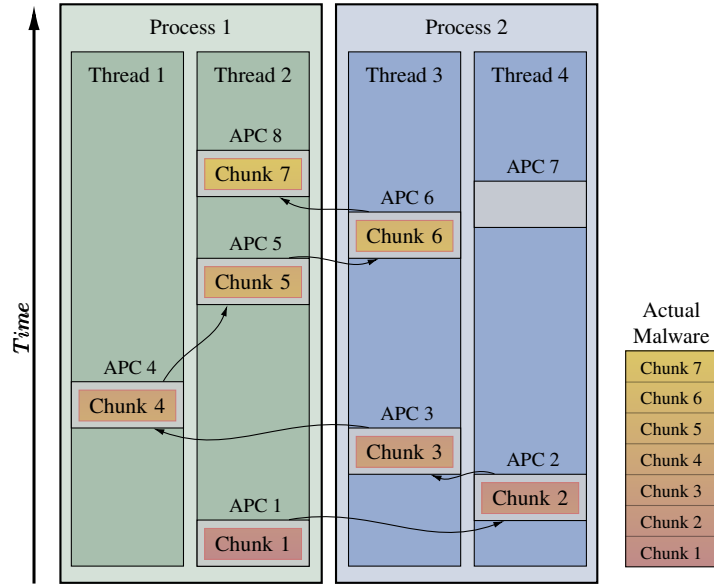 Process 1
Process 2
Thread 1
Thread 2
Thread 3
Thread 4
APC 8
Chunk 7
APC 7
APC 6
Chunk 6
APC 5
Chunk 5
APC 4
Chunk 4
APC 3
Chunk 3
APC 2
Chunk 2
APC 1
Chunk 1
Time
Actual
Malware
Chunk 7
Chunk 6
Chunk 5
Chunk 4
Chunk 3
Chunk 2
Chunk 1